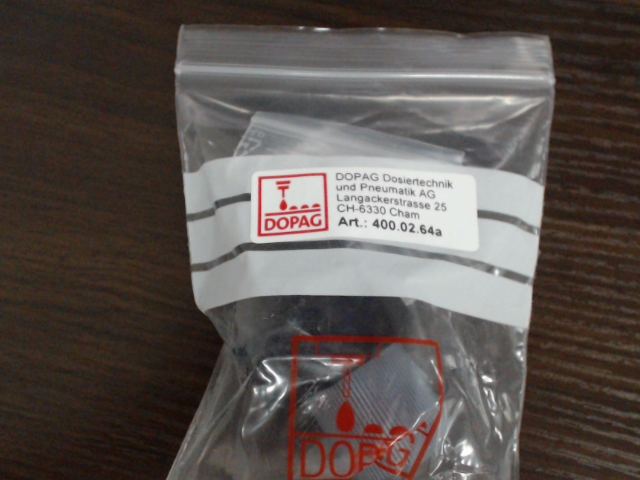 DOPAG Dosiertechnik
und Pneumatik AG
Langackerstrasse 25
CH-6330 Cham
Art.: 400.02.64a
DOPAG
DOPAG